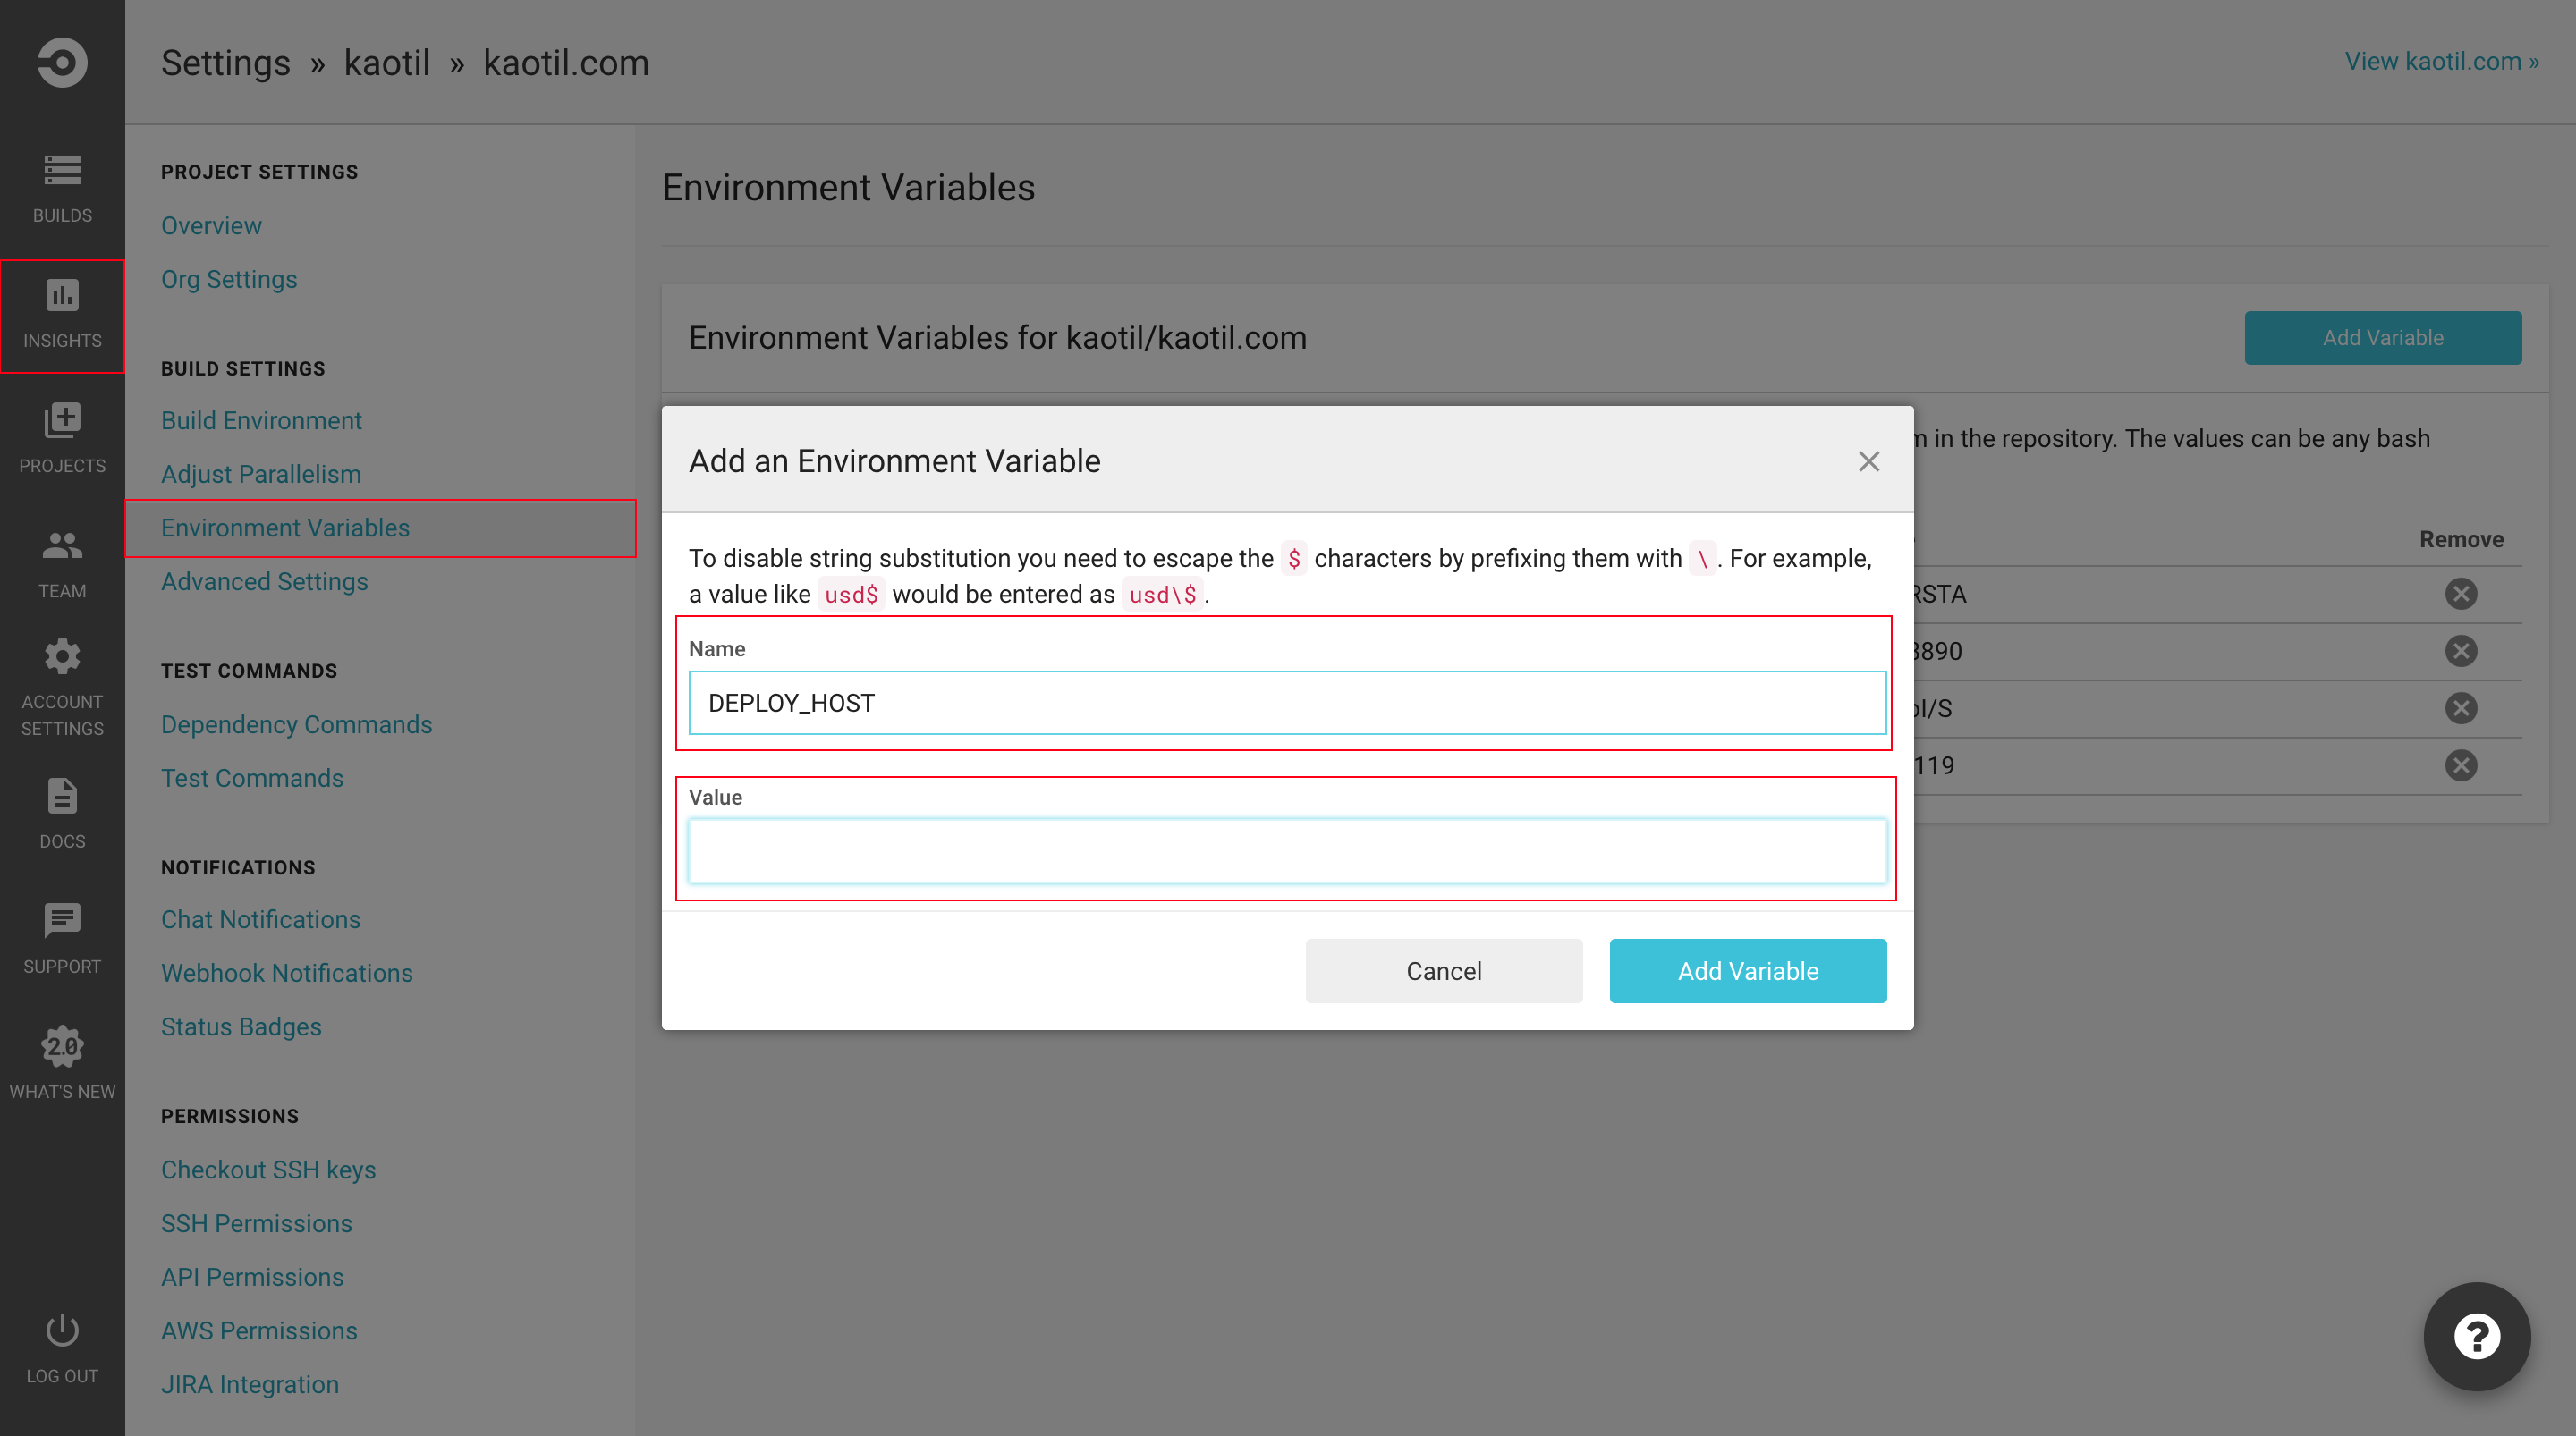 Settings » kaotil » kaotil.com
View kaotil.com »
BUILDS
INSIGHTS
PROJECTS
TEAM
ACCOUNT
SETTINGS
DOCS
SUPPORT
2.0
WHAT'S NEW
LOG OUT
PROJECT SETTINGS
Overview
Org Settings
BUILD SETTINGS
Build Environment
Adjust Parallelism
Environment Variables
Advanced Settings
TEST COMMANDS
Dependency Commands
Test Commands
NOTIFICATIONS
Chat Notifications
Webhook Notifications
Status Badges
PERMISSIONS
Checkout SSH keys
SSH Permissions
API Permissions
AWS Permissions
JIRA Integration
Environment Variables
Environment Variables for kaotil/kaotil.com
Add Variable
in the repository. The values can be any bash
Remove
RSTA
3890
ol/S
119
Add an Environment Variable
To disable string substitution you need to escape the $ characters by prefixing them with \. For example,
a value like usd$ would be entered as usd\$.
Name
DEPLOY_HOST
Value
Cancel
Add Variable